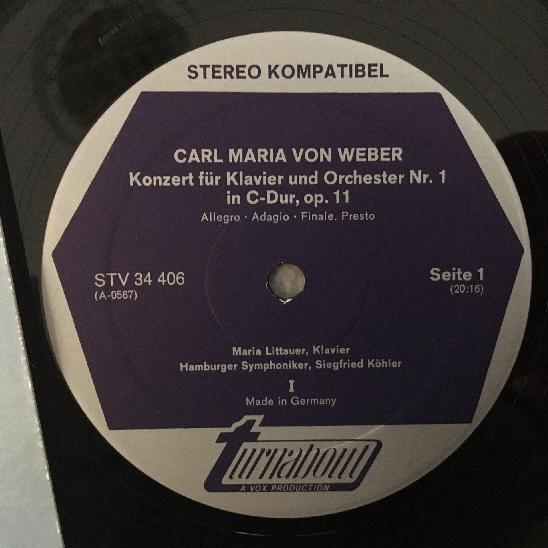 STEREO KOMPATIBEL
CARL MARIA VON WEBER
Konzert für Klavier und Orchester Nr. 1
in C-Dur, op. 11
Allegro · Adagio · Finale. Presto
STV 34 406
(A-0567)
Seite 1
(20:16)
Maria Littauer, Klavier
Hamburger Symphoniker, Siegfried Köhler
I
Made in Germany
turnabout
A VOX PRODUCTION